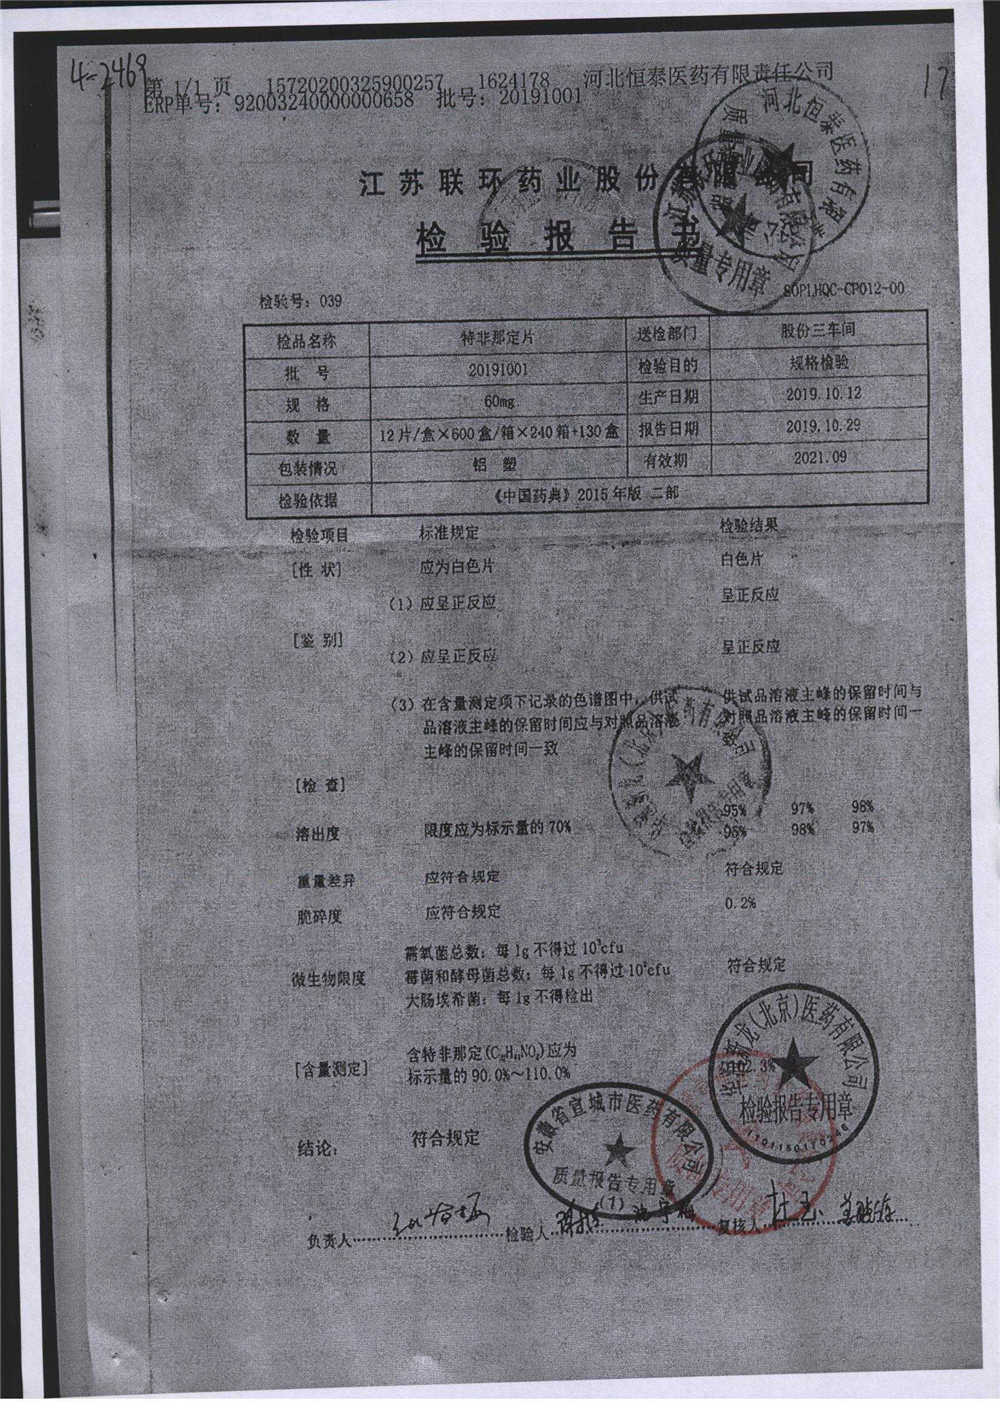 4-2469
17
第 1/1 页 15720200325900257 1624178 河北恒泰医药有限责任公司
ERP单号：92003240000000658 批号：20191001
江苏联环药业股份有限公司
检验报告书
检验号：039
SOPLHQC-CP012-00
检品名称 特非那定片 送检部门 股份三车间
批 号 20191001 检验目的 规格检验
规 格 60mg 生产日期 2019.10.12
数 量 12片/盒×600盒/箱×240箱+130盒 报告日期 2019.10.29
包装情况 铝 塑 有效期 2021.09
检验依据 《中国药典》2015年版 二部
检验项目 标准规定 检验结果
[性 状] 应为白色片 白色片
(1) 应呈正反应 呈正反应
[鉴 别]
(2) 应呈正反应 呈正反应
(3) 在含量测定项下记录的色谱图中，供试 供试品溶液主峰的保留时间与
品溶液主峰的保留时间应与对照品溶液 对照品溶液主峰的保留时间一
主峰的保留时间一致 致
[检 查]
溶出度 限度应为标示量的70% 95% 97% 98%
96% 98% 97%
重量差异 应符合规定 符合规定
脆碎度 应符合规定 0.2%
需氧菌总数：每1g不得过10³cfu
微生物限度 霉菌和酵母菌总数：每1g不得过10²cfu 符合规定
大肠埃希菌：每1g不得检出
[含量测定] 含特非那定(C₃₂H₄₁NO₂)应为
标示量的90.0%～110.0%
结论： 符合规定
负责人 检验人 复核人
河北恒泰医药有限责
质量专用章
华润新龙(北京)医药有限公司
检验报告专用章
安徽省宣城市医药有限公司
质量报告专用章
(1)